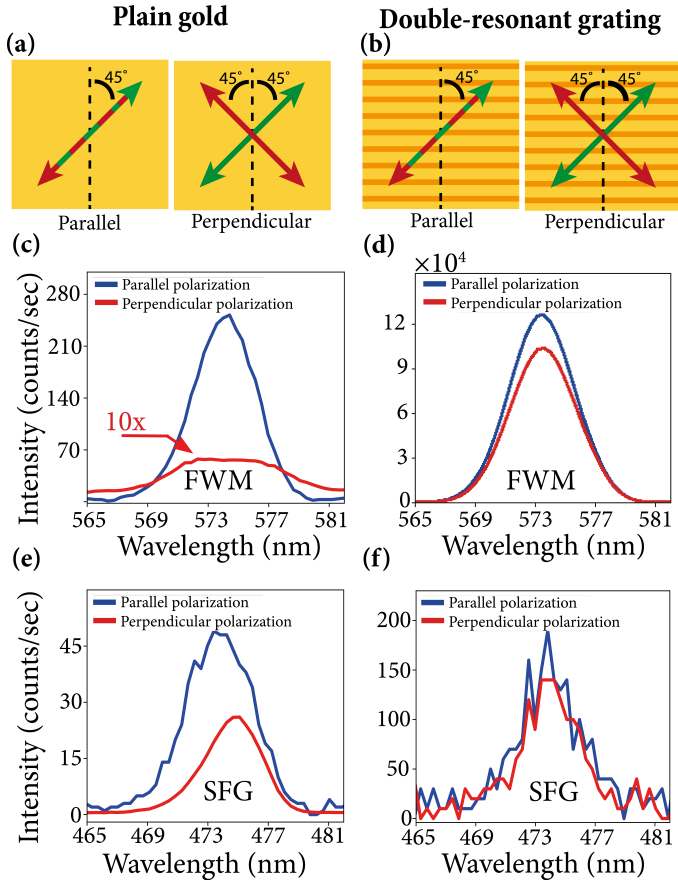 Plain gold
Double-resonant grating
(a)
(b)
45°
45° 45°
45°
45° 45°
Parallel
Perpendicular
Parallel
Perpendicular
(c)
Intensity (counts/sec)
280
210
140
70
Parallel polarization
Perpendicular polarization
10x
FWM
565 569 573 577 581
Wavelength (nm)
(d)
×10⁴
12
9
6
3
0
Parallel polarization
Perpendicular polarization
FWM
565 569 573 577 581
Wavelength (nm)
(e)
Intensity (counts/sec)
45
30
15
0
Parallel polarization
Perpendicular polarization
SFG
465 469 473 477 481
Wavelength (nm)
(f)
200
150
100
50
0
Parallel polarization
Perpendicular polarization
SFG
465 469 473 477 481
Wavelength (nm)